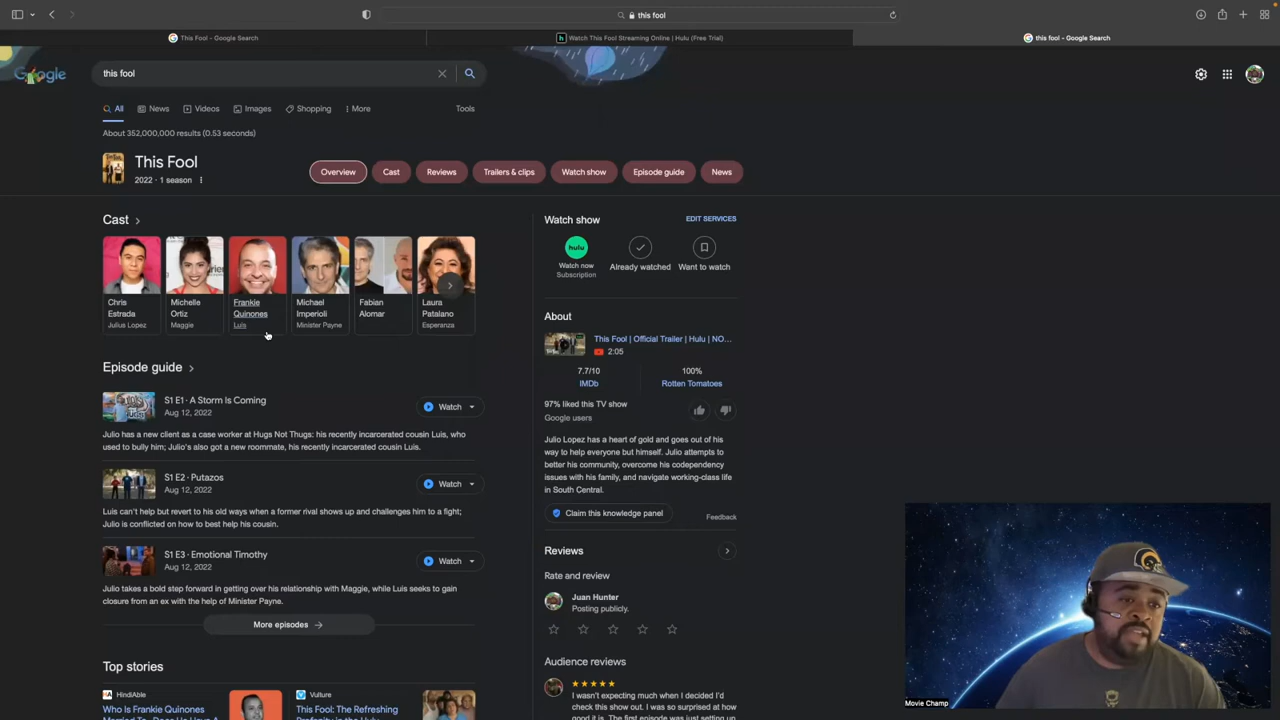 this fool
This Fool - Google Search
Watch This Fool Streaming Online | Hulu (Free Trial)
this fool - Google Search
Google
this fool
All
News
Videos
Images
Shopping
More
Tools
About 352,000,000 results (0.53 seconds)
This Fool
2022 · 1 season
Overview
Cast
Reviews
Trailers & clips
Watch show
Episode guide
News
Cast
Chris
Estrada
Julius Lopez
Michelle
Ortiz
Maggie
Frankie
Quinones
Luis
Michael
Imperioli
Minister Payne
Fabian
Alomar
Laura
Patalano
Esperanza
Episode guide
S1 E1 · A Storm Is Coming
Aug 12, 2022
Watch
Julio has a new client as a case worker at Hugs Not Thugs: his recently incarcerated cousin Luis, who
used to bully him; Julio's also got a new roommate, his recently incarcerated cousin Luis.
S1 E2 · Putazos
Aug 12, 2022
Watch
Luis can't help but revert to his old ways when a former rival shows up and challenges him to a fight;
Julio is conflicted on how to best help his cousin.
S1 E3 · Emotional Timothy
Aug 12, 2022
Watch
Julio takes a bold step forward in getting over his relationship with Maggie, while Luis seeks to gain
closure from an ex with the help of Minister Payne.
More episodes
Top stories
HindiAble
Who Is Frankie Quinones
Vulture
This Fool: The Refreshing
Watch show
EDIT SERVICES
hulu
Watch now
Subscription
Already watched
Want to watch
About
This Fool | Official Trailer | Hulu | NO...
2:05
7.7/10
IMDb
100%
Rotten Tomatoes
97% liked this TV show
Google users
Julio Lopez has a heart of gold and goes out of his
way to help everyone but himself. Julio attempts to
better his community, overcome his codependency
issues with his family, and navigate working-class life
in South Central.
Claim this knowledge panel
Feedback
Reviews
Rate and review
Juan Hunter
Posting publicly.
Audience reviews
I wasn't expecting much when I decided I'd
check this show out. I was so surprised at how
Movie Champ